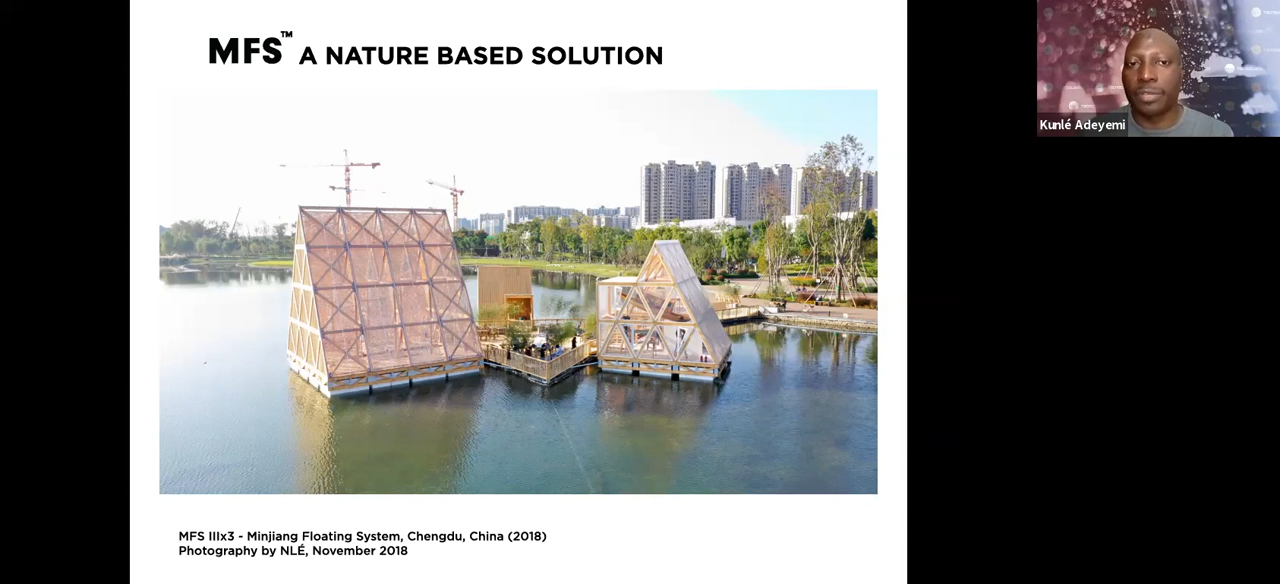 MFS™ A NATURE BASED SOLUTION
Kunlé Adeyemi
MFS IIIx3 - Minjiang Floating System, Chengdu, China (2018)
Photography by NLÉ, November 2018